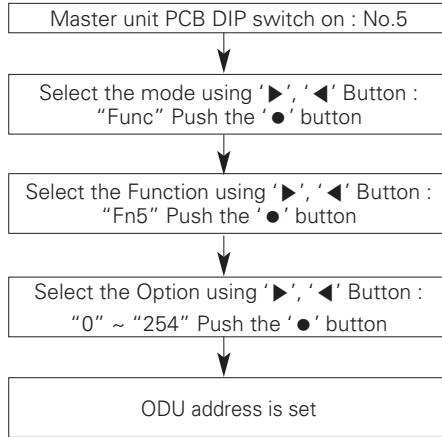 Master unit PCB DIP switch on : No.5
Select the mode using ‘▶’, ‘◀’ Button :
“Func” Push the ‘●’ button
Select the Function using ‘▶’, ‘◀’ Button :
“Fn5” Push the ‘●’ button
Select the Option using ‘▶’, ‘◀’ Button :
“0” ~ “254” Push the ‘●’ button
ODU address is set